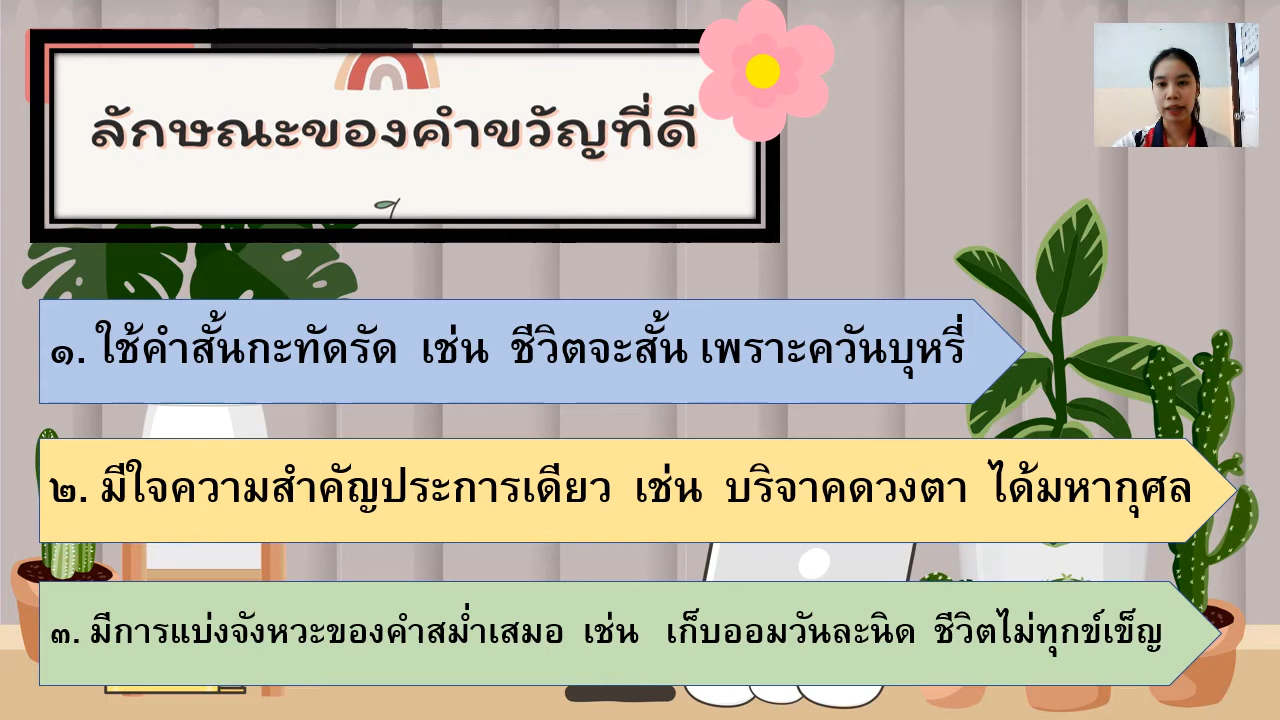 ลักษณะของคำขวัญที่ดี
๑. ใช้คำสั้นกะทัดรัด เช่น ชีวิตจะสั้น เพราะควันบุหรี่
๒. มีใจความสำคัญประการเดียว เช่น บริจาคดวงตา ได้มหากุศล
๓. มีการแบ่งจังหวะของคำสม่ำเสมอ เช่น เก็บออมวันละนิด ชีวิตไม่ทุกข์เข็ญ